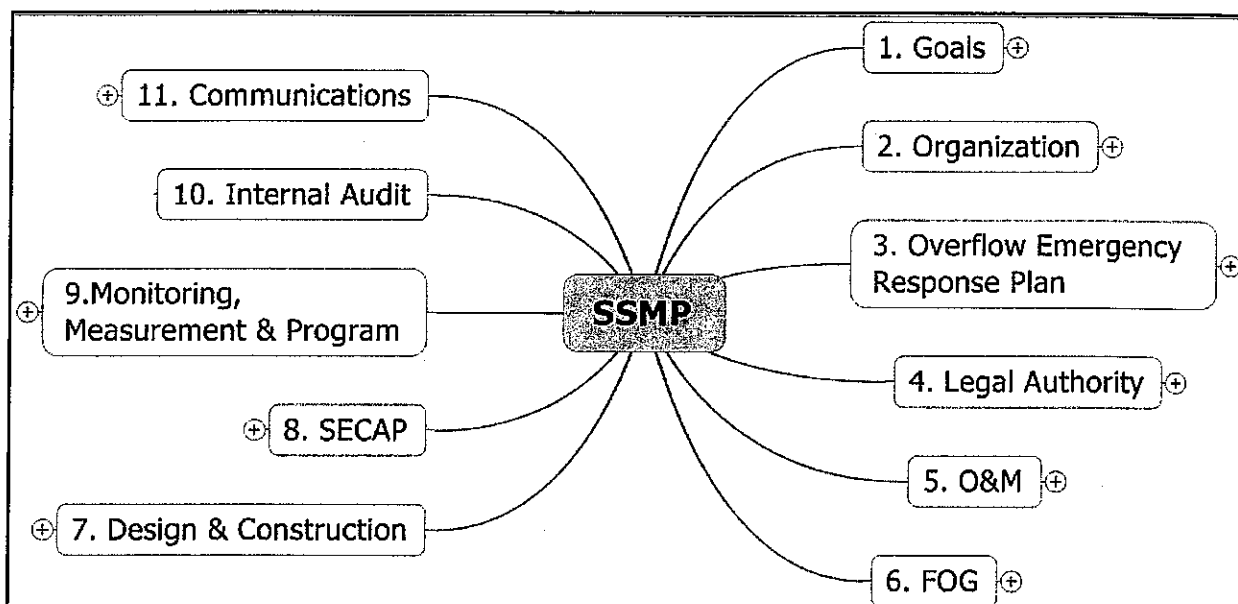 SSMP
1. Goals
2. Organization
3. Overflow Emergency
Response Plan
4. Legal Authority
5. O&M
6. FOG
7. Design & Construction
8. SECAP
9.Monitoring,
Measurement & Program
10. Internal Audit
11. Communications